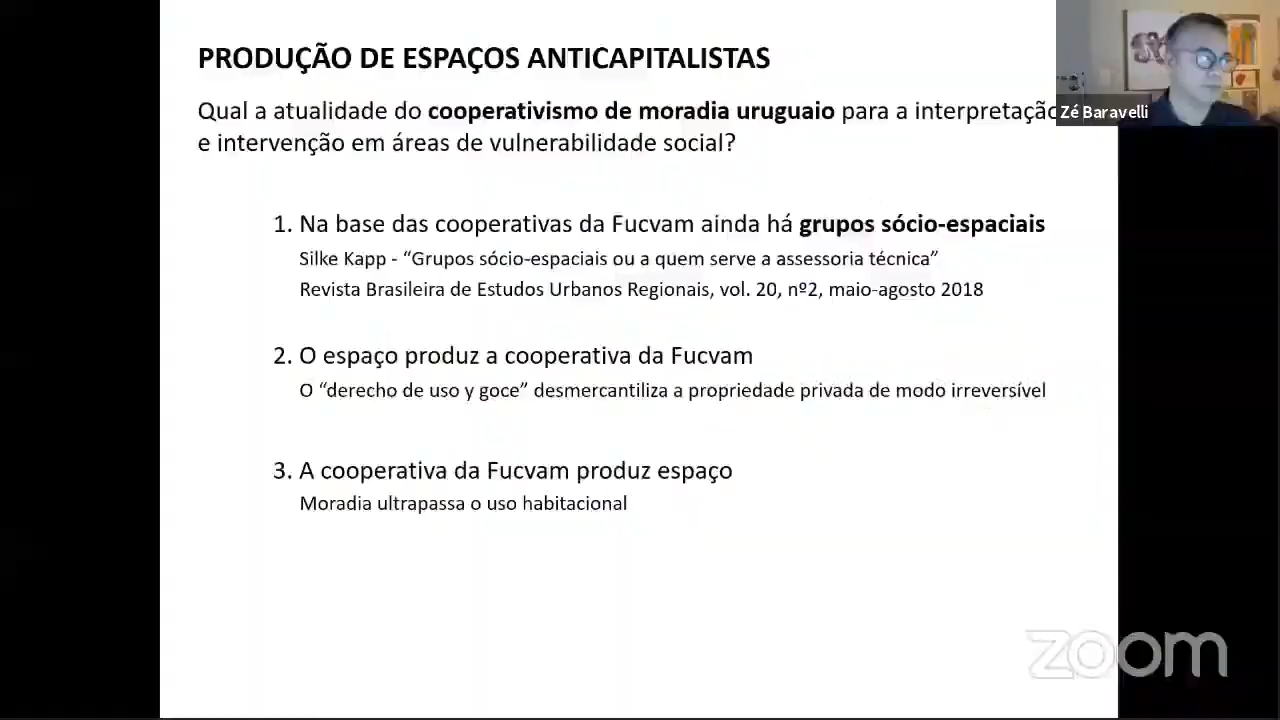 PRODUÇÃO DE ESPAÇOS ANTICAPITALISTAS
Qual a atualidade do cooperativismo de moradia uruguaio para a interpretação
e intervenção em áreas de vulnerabilidade social?
Zé Baravelli
1. Na base das cooperativas da Fucvam ainda há grupos sócio-espaciais
Silke Kapp - “Grupos sócio-espaciais ou a quem serve a assessoria técnica”
Revista Brasileira de Estudos Urbanos Regionais, vol. 20, nº2, maio-agosto 2018
2. O espaço produz a cooperativa da Fucvam
O “derecho de uso y goce” desmercantiliza a propriedade privada de modo irreversível
3. A cooperativa da Fucvam produz espaço
Moradia ultrapassa o uso habitacional
zoom